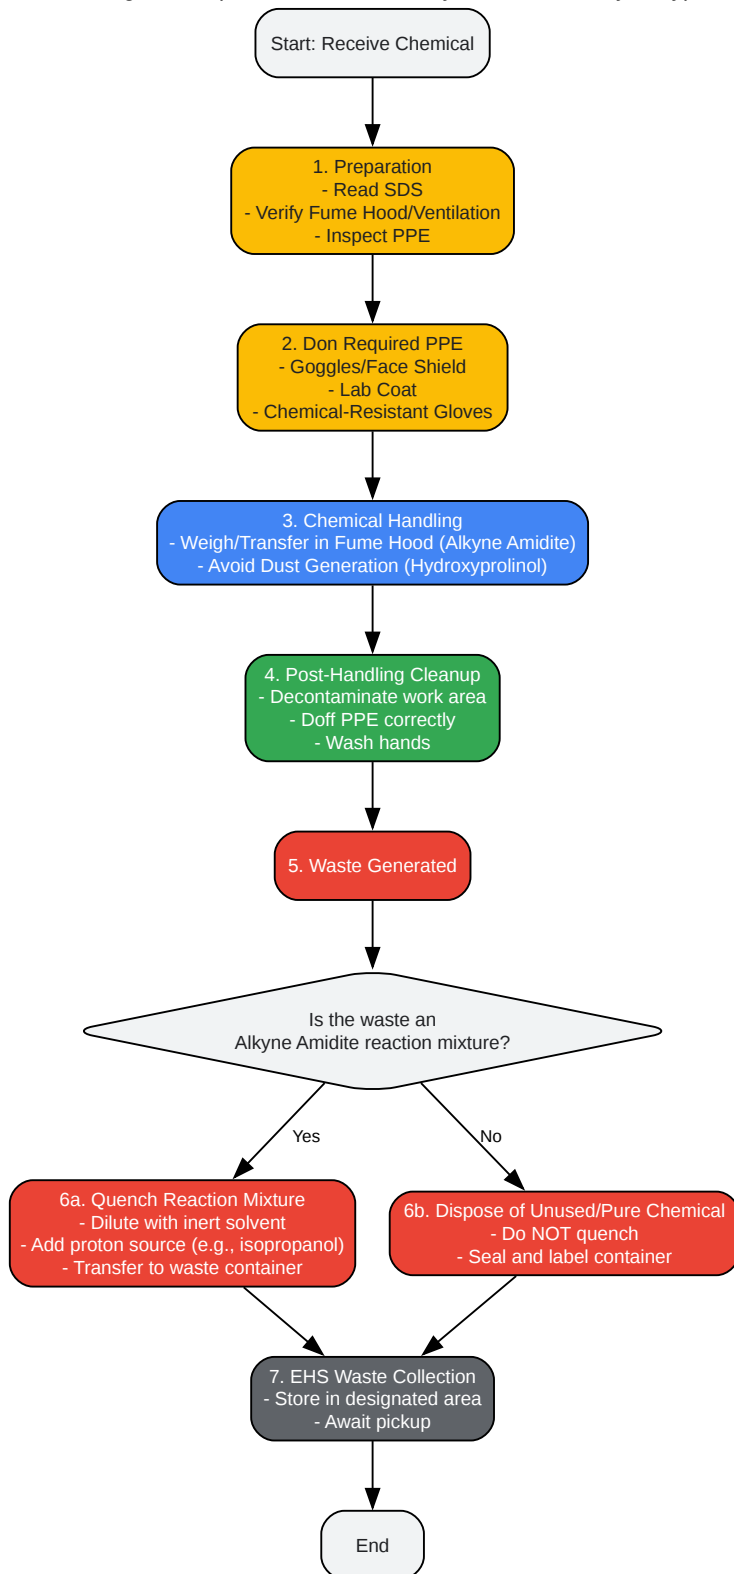 Start: Receive Chemical
1. Preparation
- Read SDS
- Verify Fume Hood/Ventilation
- Inspect PPE
2. Don Required PPE
- Goggles/Face Shield
- Lab Coat
- Chemical-Resistant Gloves
3. Chemical Handling
- Weigh/Transfer in Fume Hood (Alkyne Amidite)
- Avoid Dust Generation (Hydroxyprolinol)
4. Post-Handling Cleanup
- Decontaminate work area
- Doff PPE correctly
- Wash hands
5. Waste Generated
Is the waste an
Alkyne Amidite reaction mixture?
Yes
No
6a. Quench Reaction Mixture
- Dilute with inert solvent
- Add proton source (e.g., isopropanol)
- Transfer to waste container
6b. Dispose of Unused/Pure Chemical
- Do NOT quench
- Seal and label container
7. EHS Waste Collection
- Store in designated area
- Await pickup
End